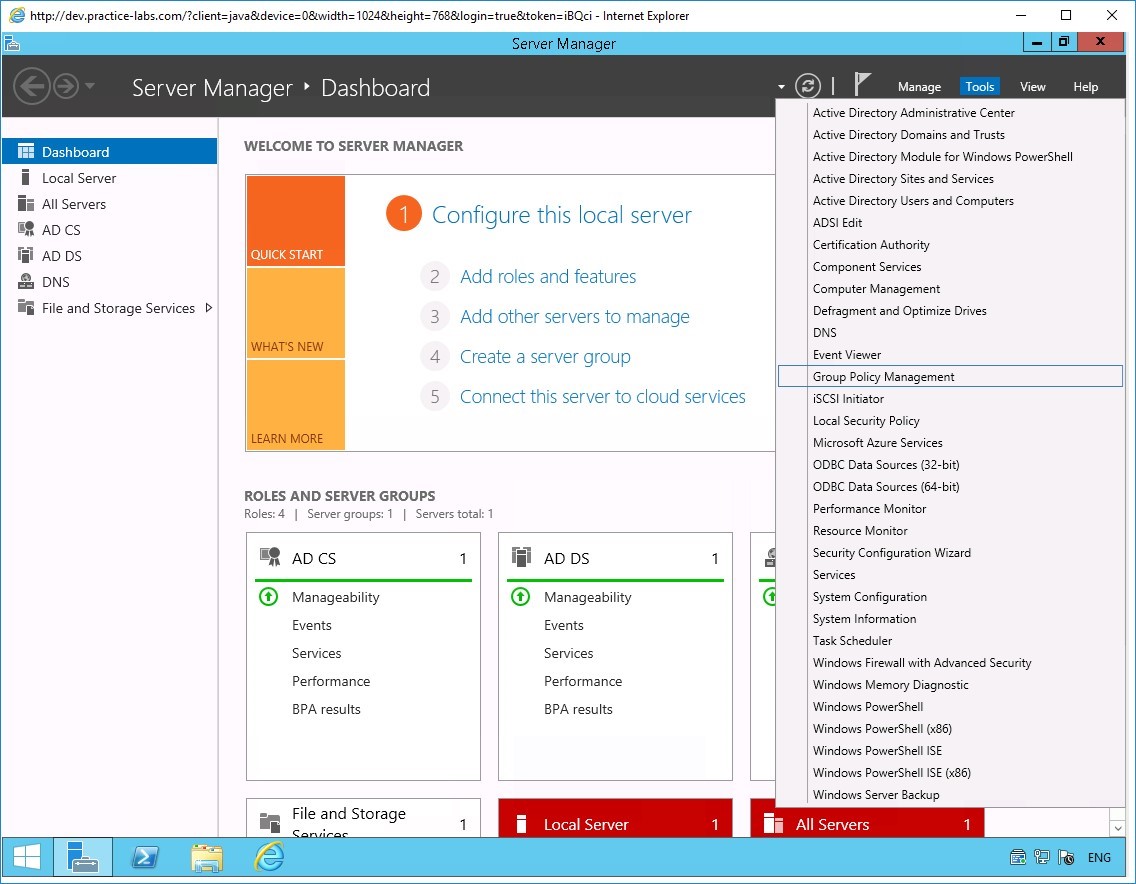 http://dev.practice-labs.com/?client=java&device=0&width=1024&height=768&login=true&token=iBQci - Internet Explorer
Server Manager
Server Manager ‣ Dashboard
Manage
Tools
View
Help
Dashboard
Local Server
All Servers
AD CS
AD DS
DNS
File and Storage Services
WELCOME TO SERVER MANAGER
QUICK START
WHAT'S NEW
LEARN MORE
1 Configure this local server
2 Add roles and features
3 Add other servers to manage
4 Create a server group
5 Connect this server to cloud services
ROLES AND SERVER GROUPS
Roles: 4 | Server groups: 1 | Servers total: 1
AD CS 1
Manageability
Events
Services
Performance
BPA results
AD DS 1
Manageability
Events
Services
Performance
BPA results
File and Storage
Services
1
Local Server 1
All Servers 1
Active Directory Administrative Center
Active Directory Domains and Trusts
Active Directory Module for Windows PowerShell
Active Directory Sites and Services
Active Directory Users and Computers
ADSI Edit
Certification Authority
Component Services
Computer Management
Defragment and Optimize Drives
DNS
Event Viewer
Group Policy Management
iSCSI Initiator
Local Security Policy
Microsoft Azure Services
ODBC Data Sources (32-bit)
ODBC Data Sources (64-bit)
Performance Monitor
Resource Monitor
Security Configuration Wizard
Services
System Configuration
System Information
Task Scheduler
Windows Firewall with Advanced Security
Windows Memory Diagnostic
Windows PowerShell
Windows PowerShell (x86)
Windows PowerShell ISE
Windows PowerShell ISE (x86)
Windows Server Backup
ENG